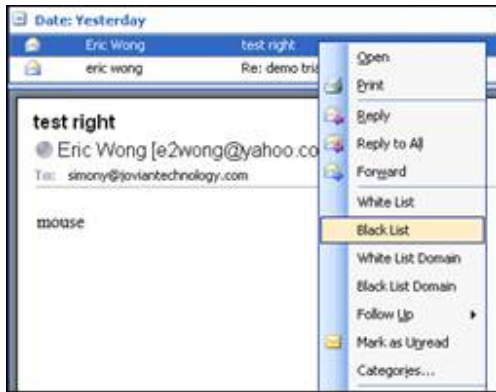 Date: Yesterday
Eric Wong test right
eric wong Re: demo tria
test right
Eric Wong [e2wong@yahoo.co
To: simony@joviantechnology.com
mouse
Open
Print
Reply
Reply to All
Forward
White List
Black List
White List Domain
Black List Domain
Follow Up
Mark as Unread
Categories...